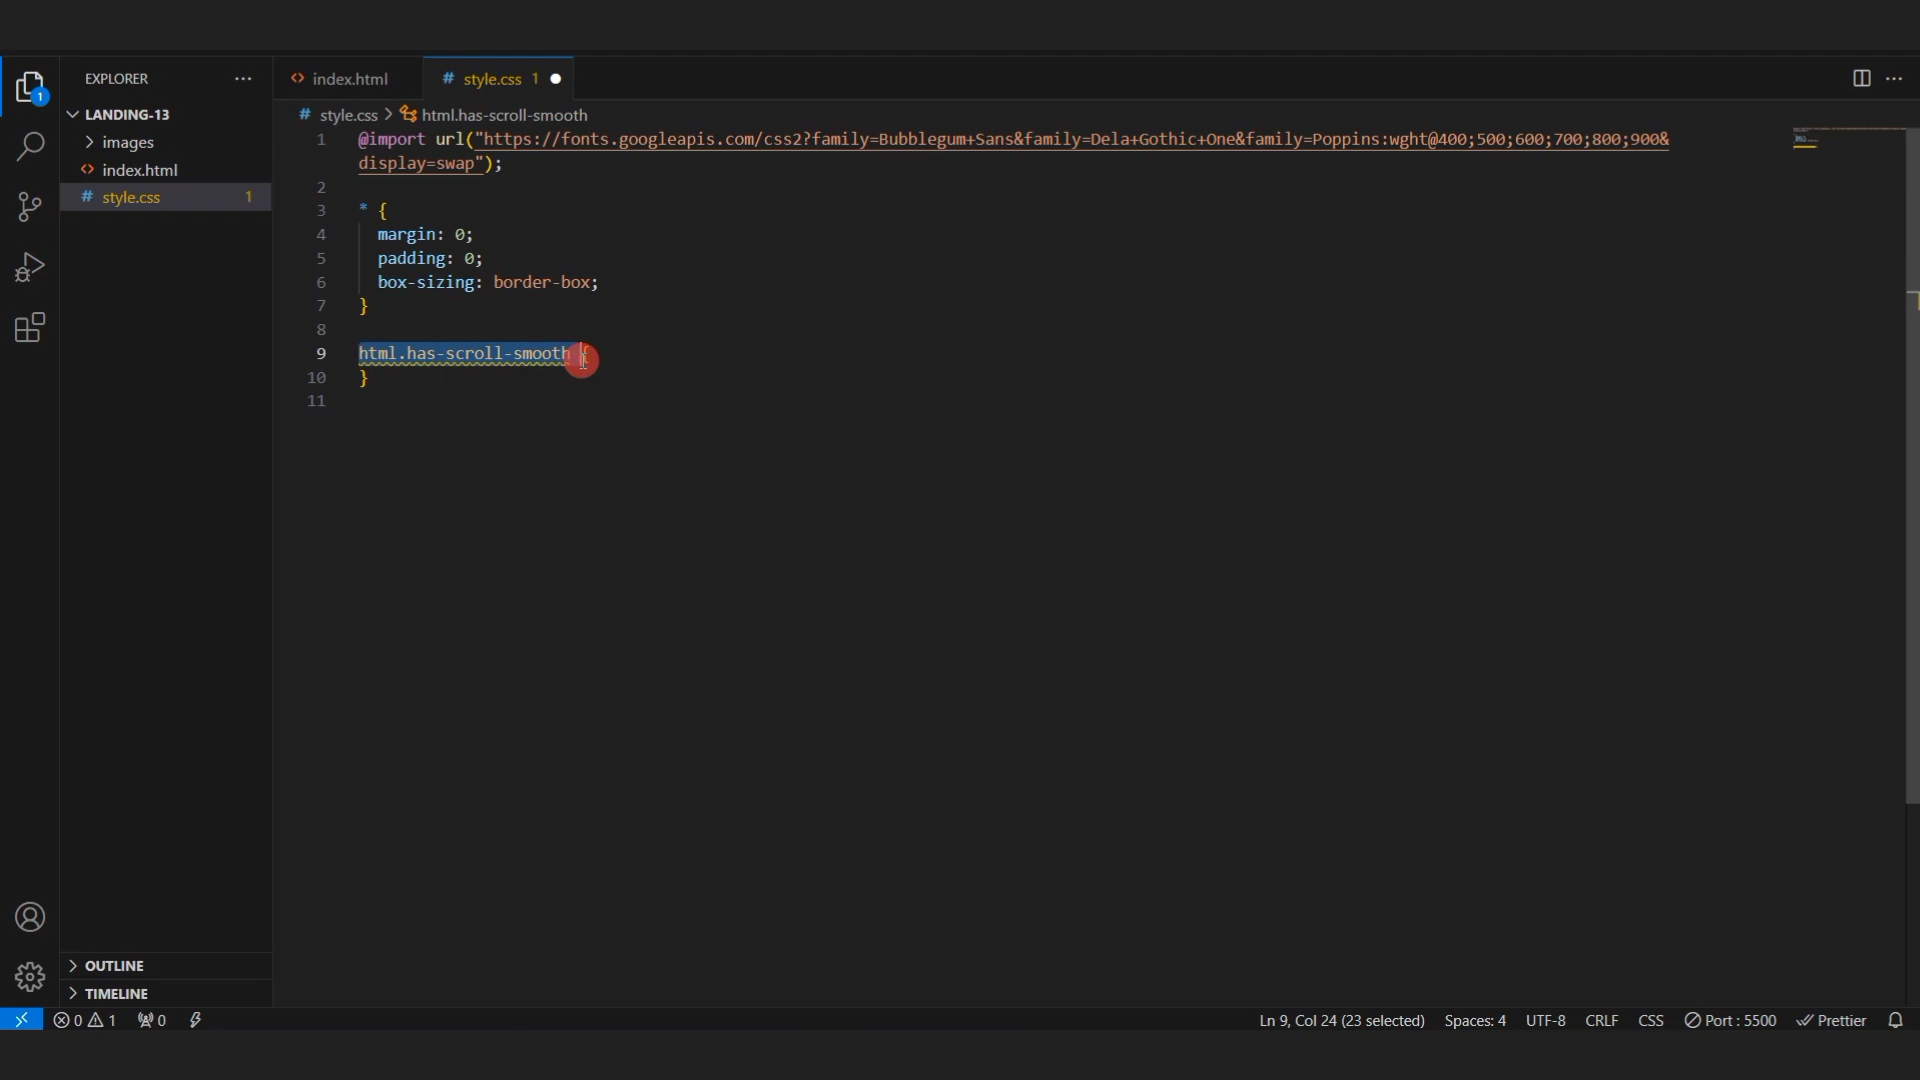 EXPLORER
index.html
# style.css 1
LANDING-13
# style.css > html.has-scroll-smooth
images
index.html
# style.css 1
1 @import url("https://fonts.googleapis.com/css2?family=Bubblegum+Sans&family=Dela+Gothic+One&family=Poppins:wght@400;500;600;700;800;900&
display=swap");
2
3 * {
4 margin: 0;
5 padding: 0;
6 box-sizing: border-box;
7 }
8
9 html.has-scroll-smooth {
10 }
11
1
OUTLINE
TIMELINE
0 1 0 Ln 9, Col 24 (23 selected) Spaces: 4 UTF-8 CRLF CSS Port : 5500 Prettier